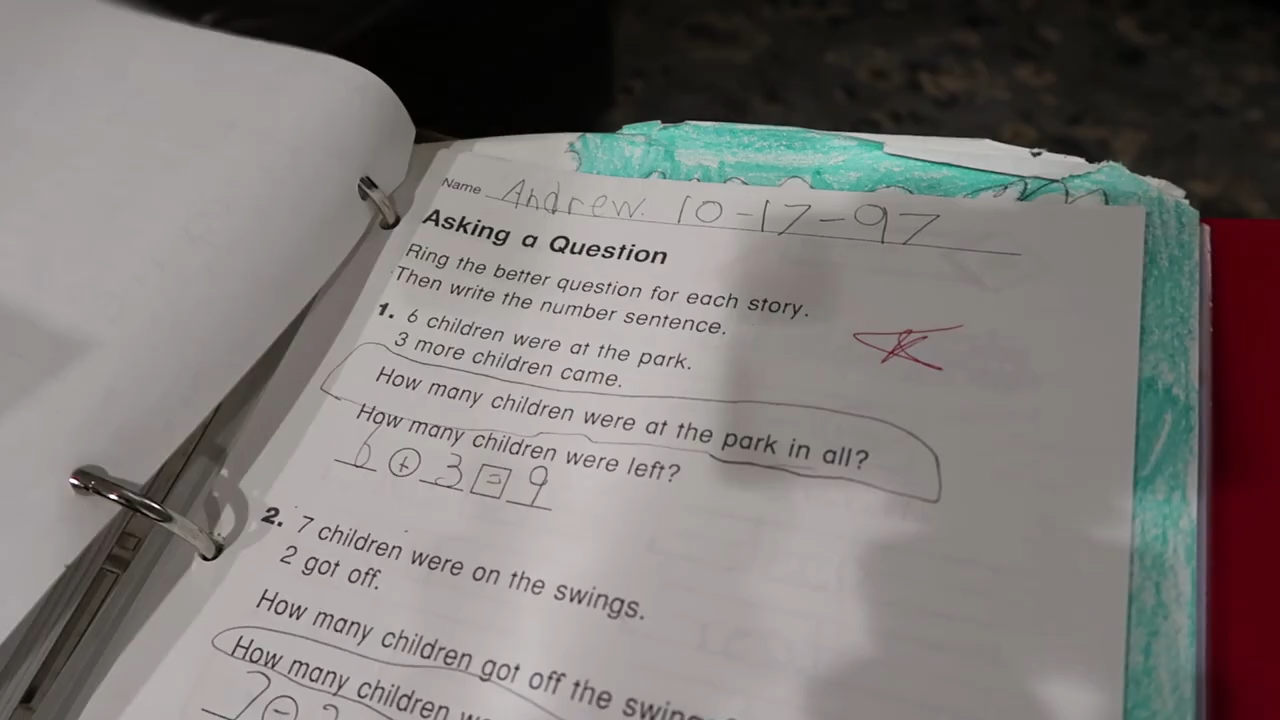 Name Andrew. 10-17-97
Asking a Question
Ring the better question for each story.
Then write the number sentence.
1. 6 children were at the park.
3 more children came.
How many children were at the park in all?
How many children were left?
6 + 3 = 9
2. 7 children were on the swings.
2 got off.
How many children got off the
How many children
7 -